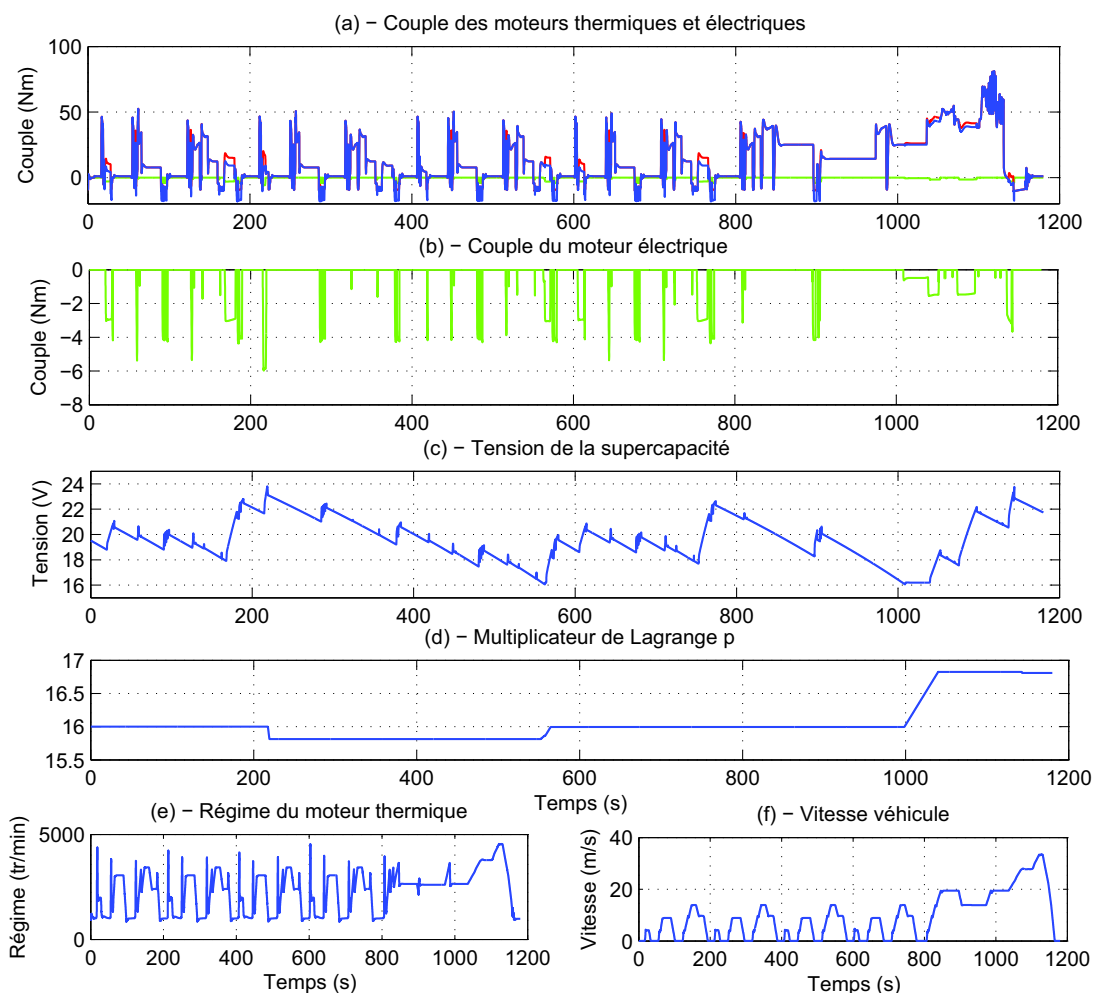 (a) − Couple des moteurs thermiques et électriques
Couple (Nm)
100
50
0
0 200 400 600 800 1000 1200
(b) − Couple du moteur électrique
Couple (Nm)
0
−2
−4
−6
−8
0 200 400 600 800 1000 1200
(c) − Tension de la supercapacité
Tension (V)
24
22
20
18
16
0 200 400 600 800 1000 1200
(d) − Multiplicateur de Lagrange p
17
16.5
16
15.5
0 200 400 600 800 1000 1200
Temps (s)
(e) − Régime du moteur thermique
Régime (tr/min)
5000
0
0 200 400 600 800 1000 1200
Temps (s)
(f) − Vitesse véhicule
Vitesse (m/s)
40
20
0
0 200 400 600 800 1000 1200
Temps (s)